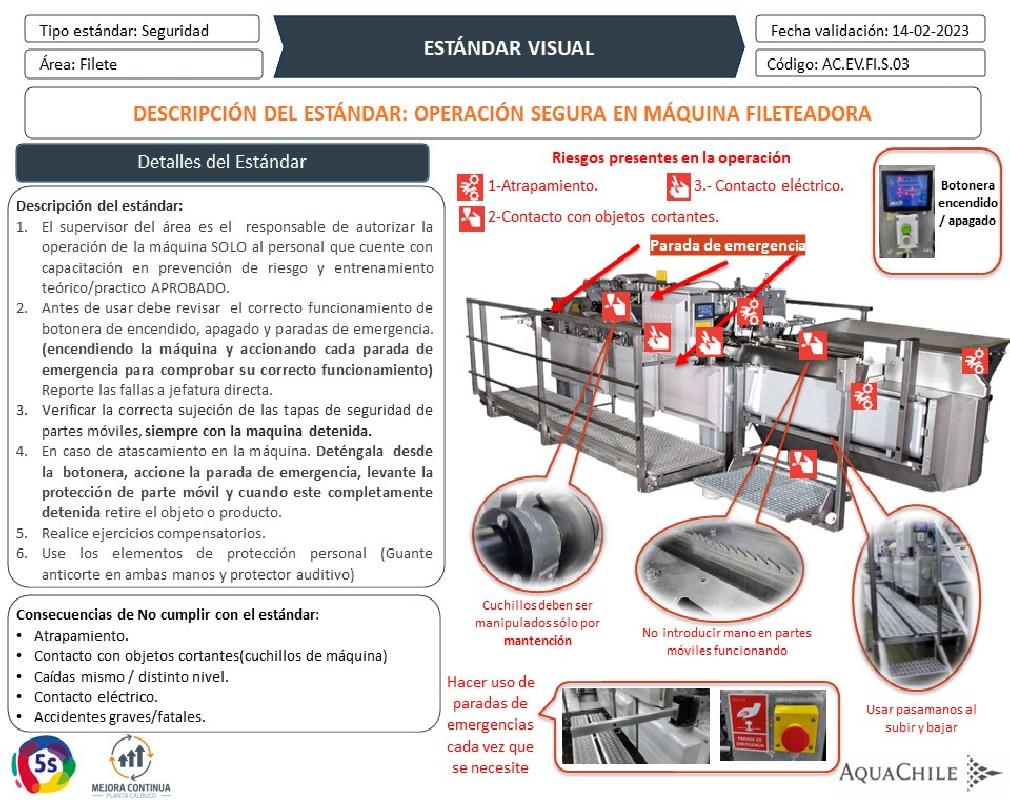 Tipo estándar: Seguridad
Área: Filete
ESTÁNDAR VISUAL
Fecha validación: 14-02-2023
Código: AC.EV.FI.S.03
DESCRIPCIÓN DEL ESTÁNDAR: OPERACIÓN SEGURA EN MÁQUINA FILETEADORA
Detalles del Estándar
Descripción del estándar:
1. El supervisor del área es el responsable de autorizar la
operación de la máquina SOLO al personal que cuente con
capacitación en prevención de riesgo y entrenamiento
teórico/practico APROBADO.
2. Antes de usar debe revisar el correcto funcionamiento de
botonera de encendido, apagado y paradas de emergencia.
(encendiendo la máquina y accionando cada parada de
emergencia para comprobar su correcto funcionamiento)
Reporte las fallas a jefatura directa.
3. Verificar la correcta sujeción de las tapas de seguridad de
partes móviles, siempre con la maquina detenida.
4. En caso de atascamiento en la máquina. Deténgala desde
la botonera, accione la parada de emergencia, levante la
protección de parte móvil y cuando este completamente
detenida retire el objeto o producto.
5. Realice ejercicios compensatorios.
6. Use los elementos de protección personal (Guante
anticorte en ambas manos y protector auditivo)
Consecuencias de No cumplir con el estándar:
• Atrapamiento.
• Contacto con objetos cortantes(cuchillos de máquina)
• Caídas mismo / distinto nivel.
• Contacto eléctrico.
• Accidentes graves/fatales.
Riesgos presentes en la operación
1-Atrapamiento.
3.- Contacto eléctrico.
2-Contacto con objetos cortantes.
Botonera
encendido
/ apagado
Parada de emergencia
Cuchillos deben ser
manipulados sólo por
mantención
No introducir mano en partes
móviles funcionando
Usar pasamanos al
subir y bajar
Hacer uso de
paradas de
emergencias
cada vez que
se necesite
PARADA DE
EMERGENCIA
5S
MEJORA CONTINUA
PLANTA CALBUCO
AQUACHILE